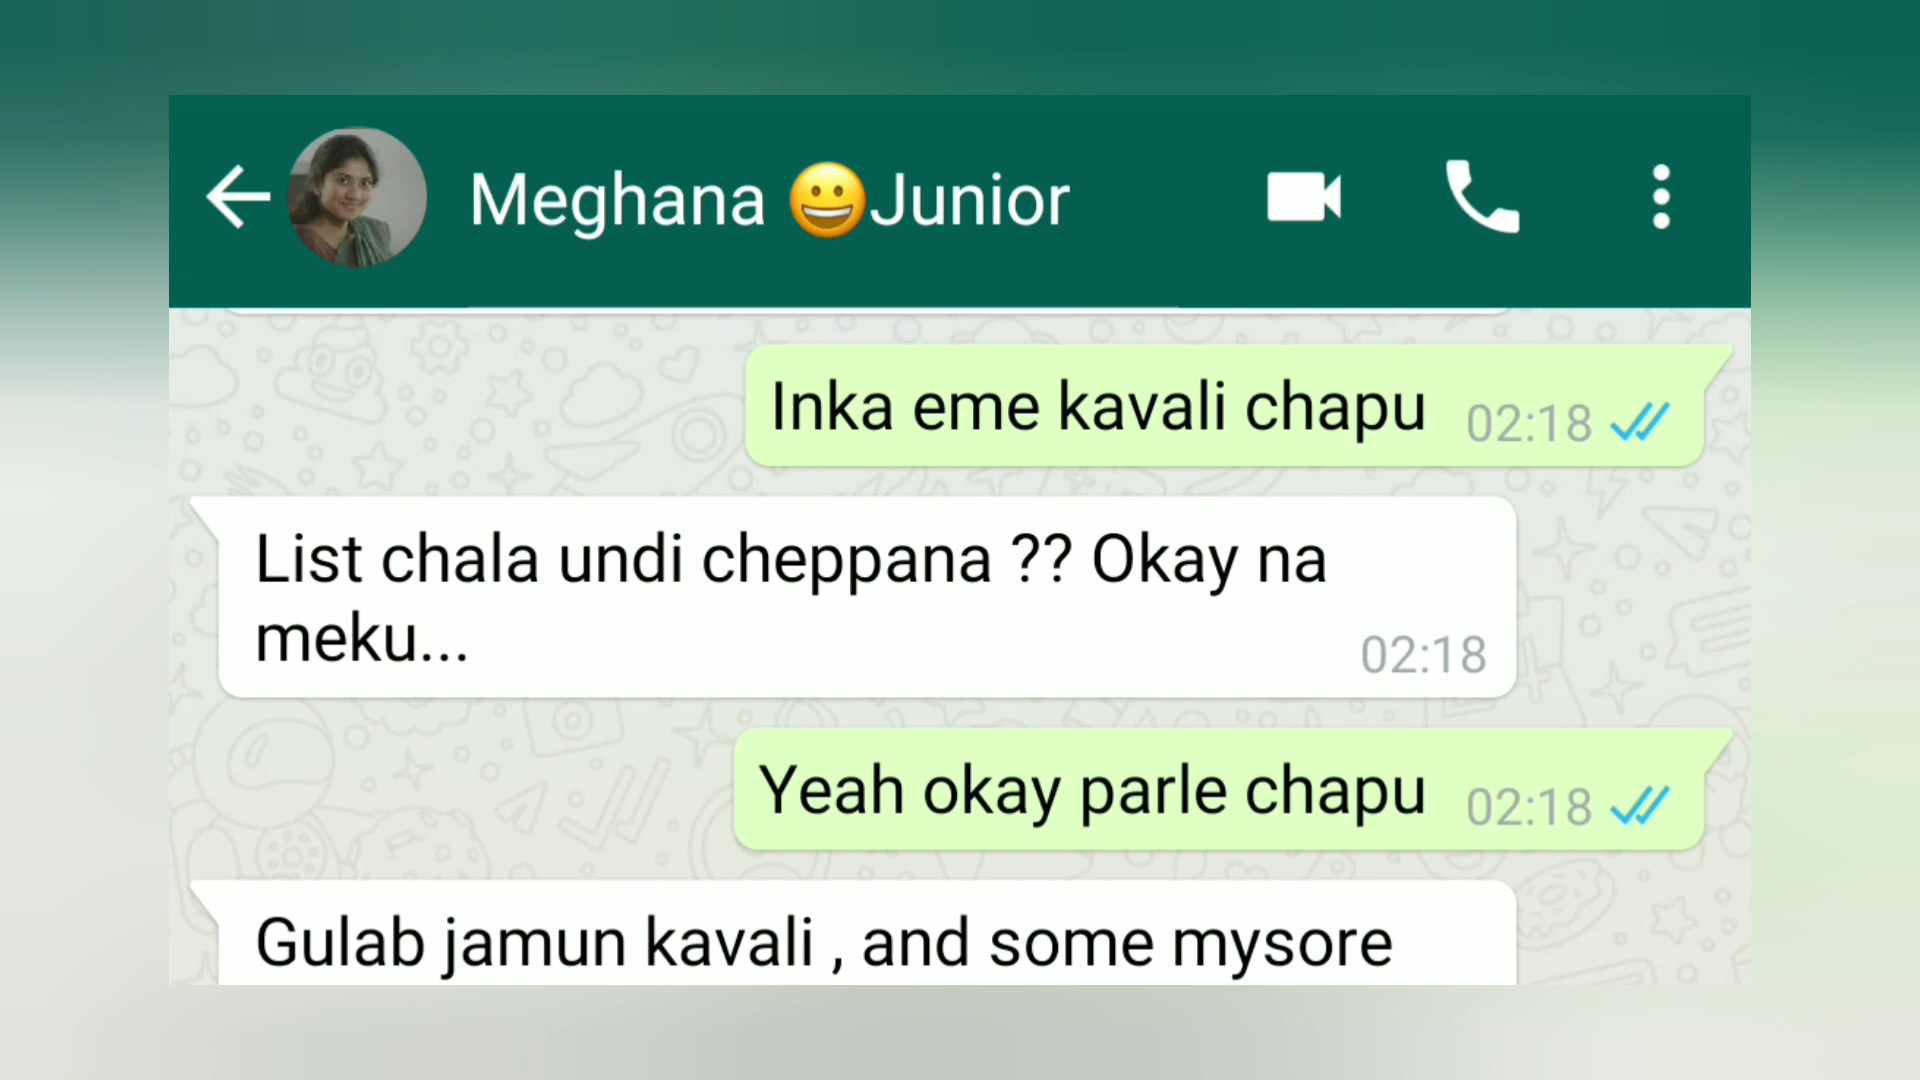 Meghana 😀Junior
Inka eme kavali chapu 02:18
List chala undi cheppana ?? Okay na
meku... 02:18
Yeah okay parle chapu 02:18
Gulab jamun kavali , and some mysore